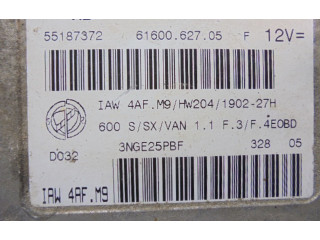 55187372 61600.627.05 F 12V=
IAW 4AF.M9/HW204/1902-27H
600 S/SX/VAN 1.1 F.3/F.4EOBD
D032 3NGE25PBF 328 05
IAW 4AF.M9